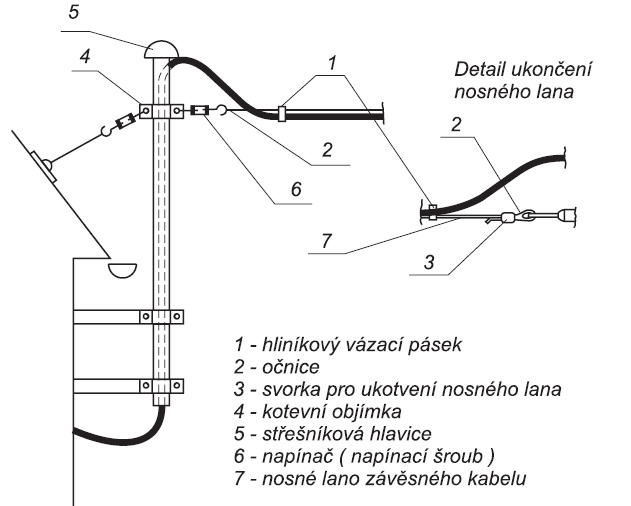 5
4
1
Detail ukončení
nosného lana
2
2
6
7
3
1 - hliníkový vázací pásek
2 - očnice
3 - svorka pro ukotvení nosného lana
4 - kotevní objímka
5 - střešníková hlavice
6 - napínač ( napínací šroub )
7 - nosné lano závěsného kabelu